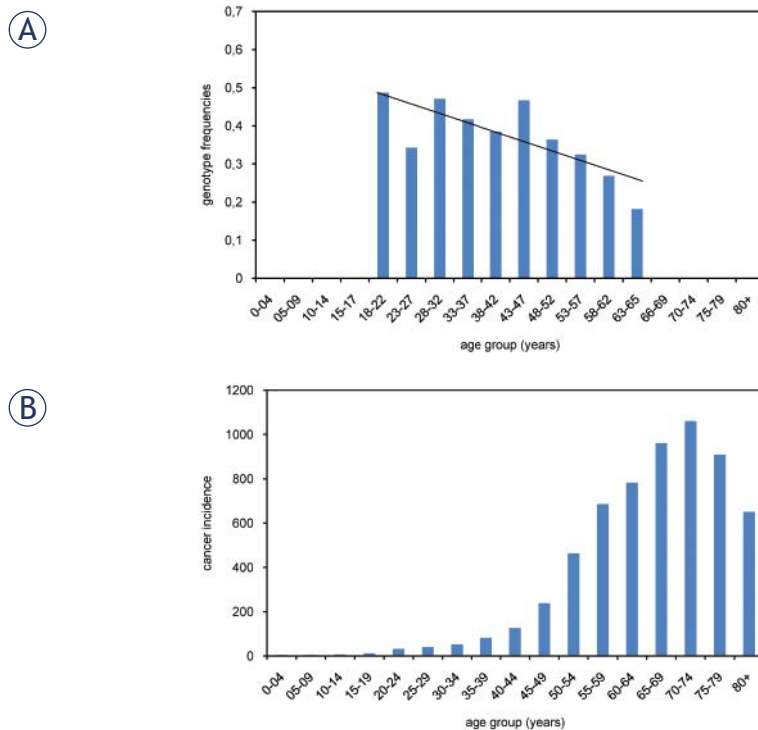 A
0,7
0,6
0,5
0,4
0,3
0,2
0,1
0
genotype frequencies
0-04 05-09 10-14 15-17 18-22 23-27 28-32 33-37 38-42 43-47 48-52 53-57 58-62 63-65 66-69 70-74 75-79 80+
age group (years)
B
1200
1000
800
600
400
200
0
cancer incidence
0-04 05-09 10-14 15-19 20-24 25-29 30-34 35-39 40-44 45-49 50-54 55-59 60-64 65-69 70-74 75-79 80+
age group (years)